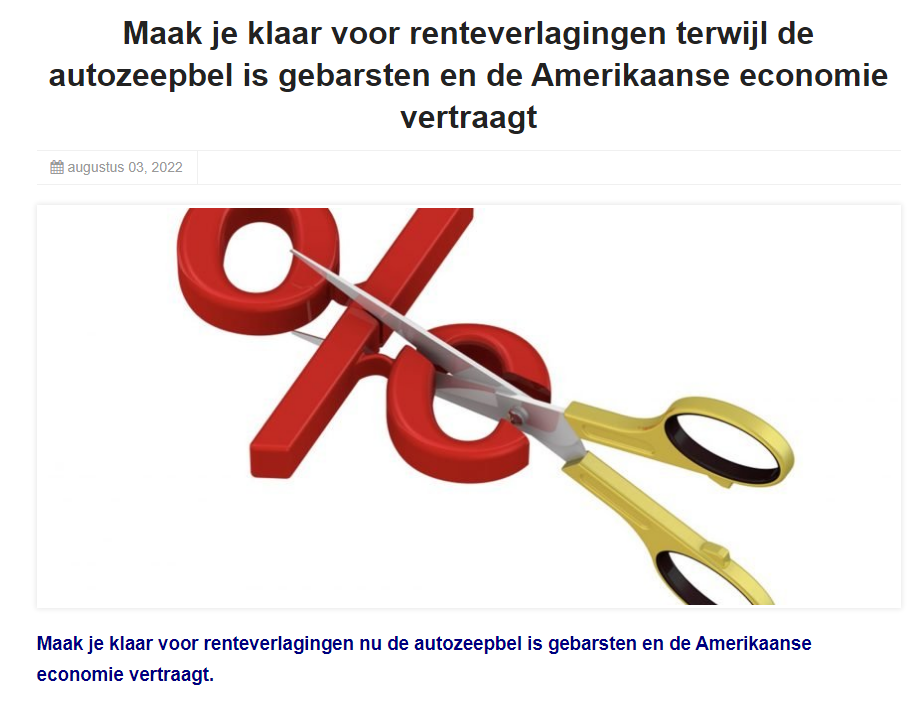 Maak je klaar voor renteverlagingen terwijl de
autozeepbel is gebarsten en de Amerikaanse economie
vertraagt
augustus 03, 2022
Maak je klaar voor renteverlagingen nu de autozeepbel is gebarsten en de Amerikaanse
economie vertraagt.